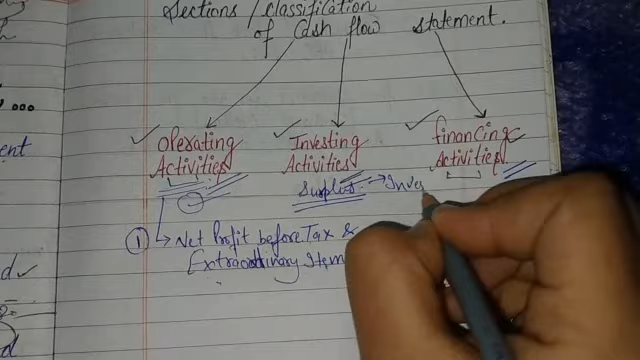 Sections / classification
of Cash flow statement.
Operating Investing financing
Activities Activities Activities
Surplus → Inves
① → Net Profit before Tax &
Extraordinary Item
ent
d